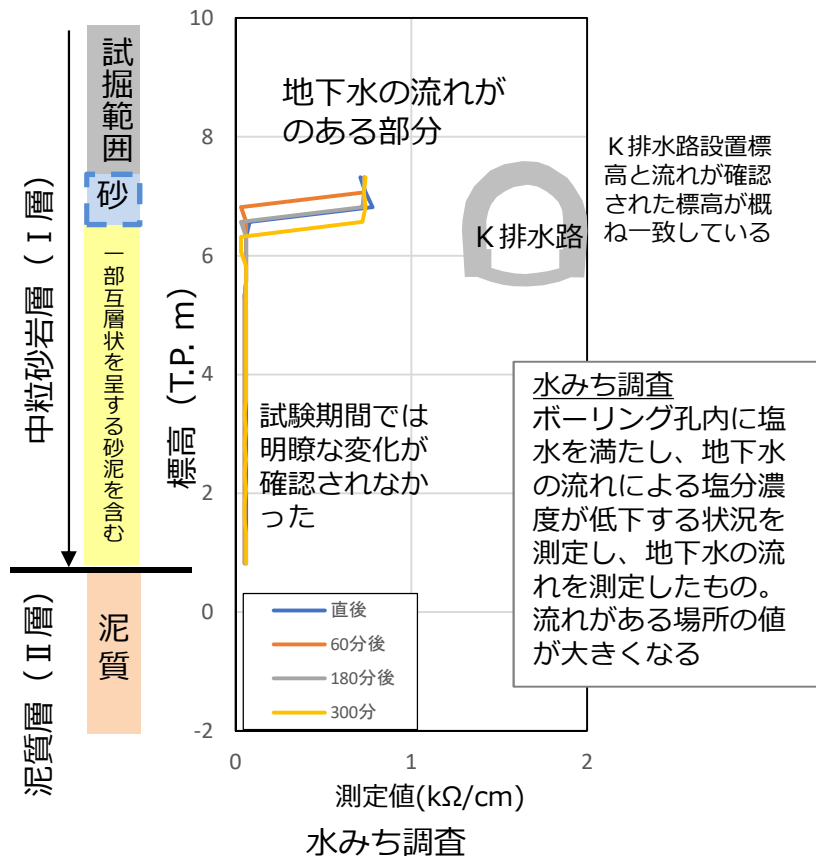 試掘範囲
砂
一部互層状を呈する砂泥を含む
泥質
中粒砂岩層（Ⅰ層）
泥質層（Ⅱ層）
標高（T.P. m）
10
8
6
4
2
0
-2
地下水の流れが
のある部分
Ｋ排水路
Ｋ排水路設置標
高と流れが確認
された標高が概
ね一致している
試験期間では
明瞭な変化が
確認されなか
った
水みち調査
ボーリング孔内に塩
水を満たし、地下水
の流れによる塩分濃
度が低下する状況を
測定し、地下水の流
れを測定したもの。
流れがある場所の値
が大きくなる
直後
60分後
180分後
300分
0
1
2
測定値(kΩ/cm)
水みち調査